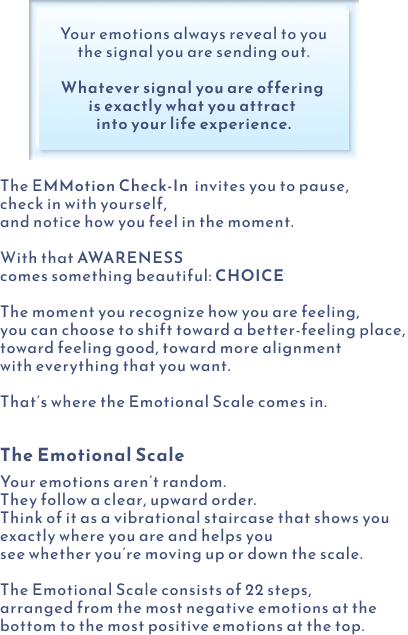 Your emotions always reveal to you
the signal you are sending out.
Whatever signal you are offering
is exactly what you attract
into your life experience.
The EMMotion Check-In invites you to pause,
check in with yourself,
and notice how you feel in the moment.
With that AWARENESS
comes something beautiful: CHOICE
The moment you recognize how you are feeling,
you can choose to shift toward a better-feeling place,
toward feeling good, toward more alignment
with everything that you want.
That's where the Emotional Scale comes in.
The Emotional Scale
Your emotions aren't random.
They follow a clear, upward order.
Think of it as a vibrational staircase that shows you
exactly where you are and helps you
see whether you're moving up or down the scale.
The Emotional Scale consists of 22 steps,
arranged from the most negative emotions at the
bottom to the most positive emotions at the top.